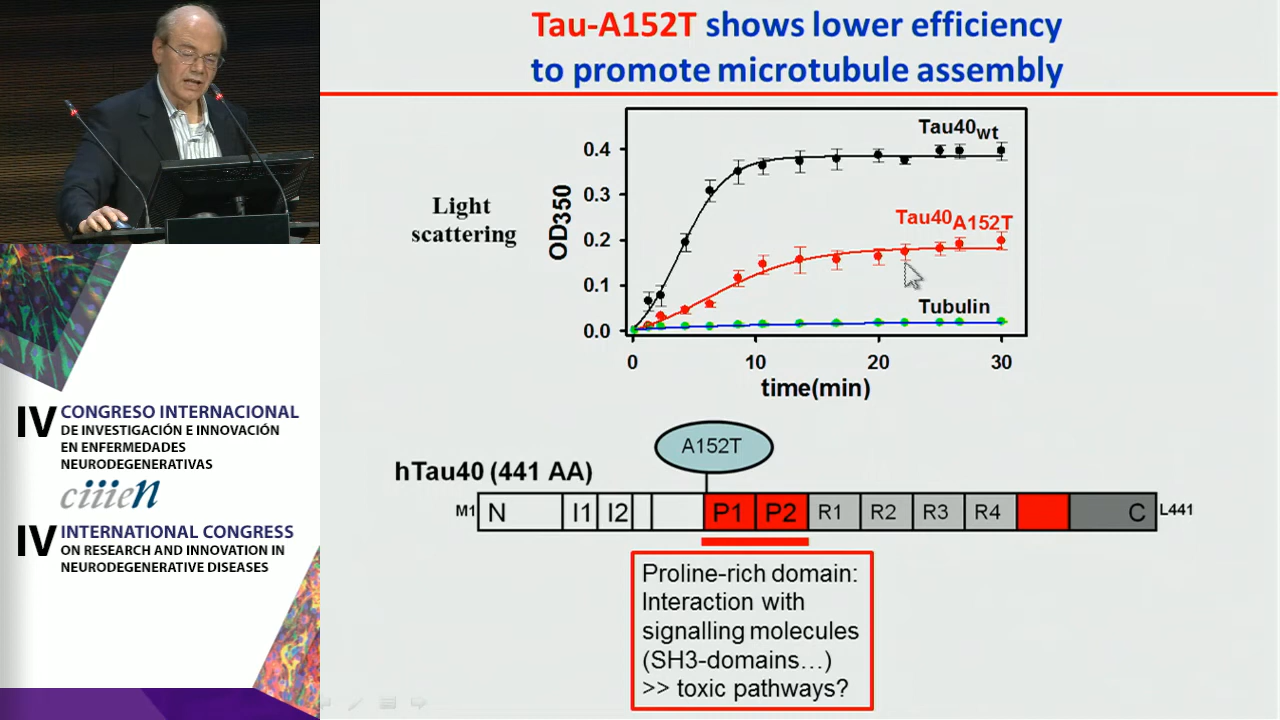 Tau-A152T shows lower efficiency
to promote microtubule assembly
Light
scattering
OD350
0.4
0.3
0.2
0.1
0.0
Tau40wt
Tau40A152T
Tubulin
0 10 20 30
time(min)
A152T
hTau40 (441 AA)
M1 N I1 I2 P1 P2 R1 R2 R3 R4 C L441
Proline-rich domain:
Interaction with
signalling molecules
(SH3-domains…)
>> toxic pathways?
IV CONGRESO INTERNACIONAL
DE INVESTIGACIÓN E INNOVACIÓN
EN ENFERMEDADES
NEURODEGENERATIVAS
ciiien
IV INTERNATIONAL CONGRESS
ON RESEARCH AND INNOVATION IN
NEURODEGENERATIVE DISEASES